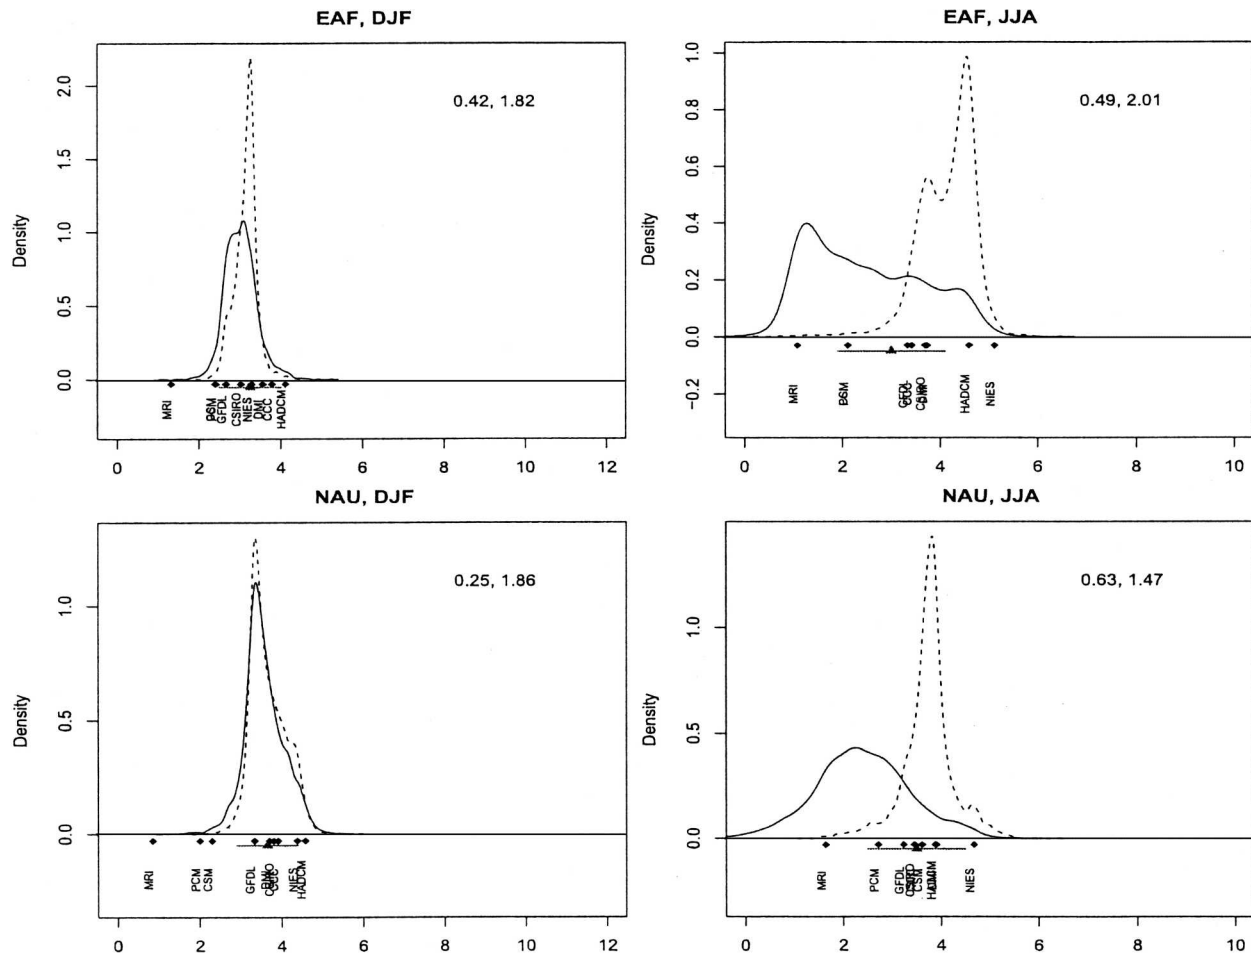 EAF, DJF
0.42, 1.82
Density
0.0 0.5 1.0 1.5 2.0
MRI GFDL CSIRO NIES DMI CCC HADCM
0 2 4 6 8 10 12
EAF, JJA
0.49, 2.01
Density
−0.2 0.0 0.2 0.4 0.6 0.8 1.0
MRI GFDL CSIRO HADCM NIES
0 2 4 6 8 10
NAU, DJF
0.25, 1.86
Density
0.0 0.5 1.0
MRI PCM CSM GFDL NIES HADCM
0 2 4 6 8 10 12
NAU, JJA
0.63, 1.47
Density
0.0 0.5 1.0
MRI PCM GFDL CSM NIES
0 2 4 6 8 10